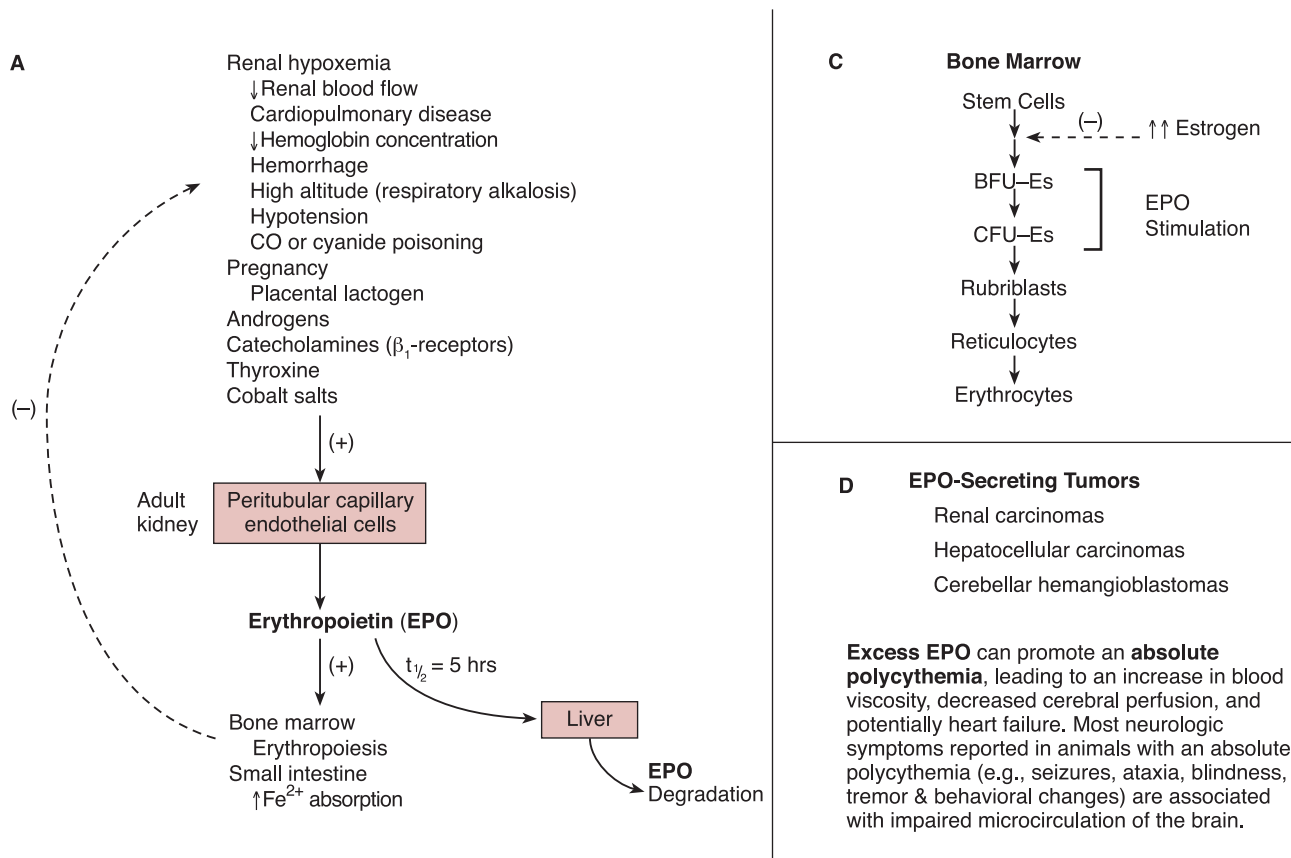 A
Renal hypoxemia
↓Renal blood flow
Cardiopulmonary disease
↓Hemoglobin concentration
Hemorrhage
High altitude (respiratory alkalosis)
Hypotension
CO or cyanide poisoning
Pregnancy
Placental lactogen
Androgens
Catecholamines (β₁-receptors)
Thyroxine
Cobalt salts
(–)
(+)
Adult
kidney
Peritubular capillary
endothelial cells
Erythropoietin (EPO)
(+)
t½ = 5 hrs
Bone marrow
Erythropoiesis
Small intestine
↑Fe²⁺ absorption
Liver
EPO
Degradation
C
Bone Marrow
Stem Cells
(–)
↑↑ Estrogen
BFU–Es
CFU–Es
EPO
Stimulation
Rubriblasts
Reticulocytes
Erythrocytes
D
EPO-Secreting Tumors
Renal carcinomas
Hepatocellular carcinomas
Cerebellar hemangioblastomas
Excess EPO can promote an absolute
polycythemia, leading to an increase in blood
viscosity, decreased cerebral perfusion, and
potentially heart failure. Most neurologic
symptoms reported in animals with an absolute
polycythemia (e.g., seizures, ataxia, blindness,
tremor & behavioral changes) are associated
with impaired microcirculation of the brain.